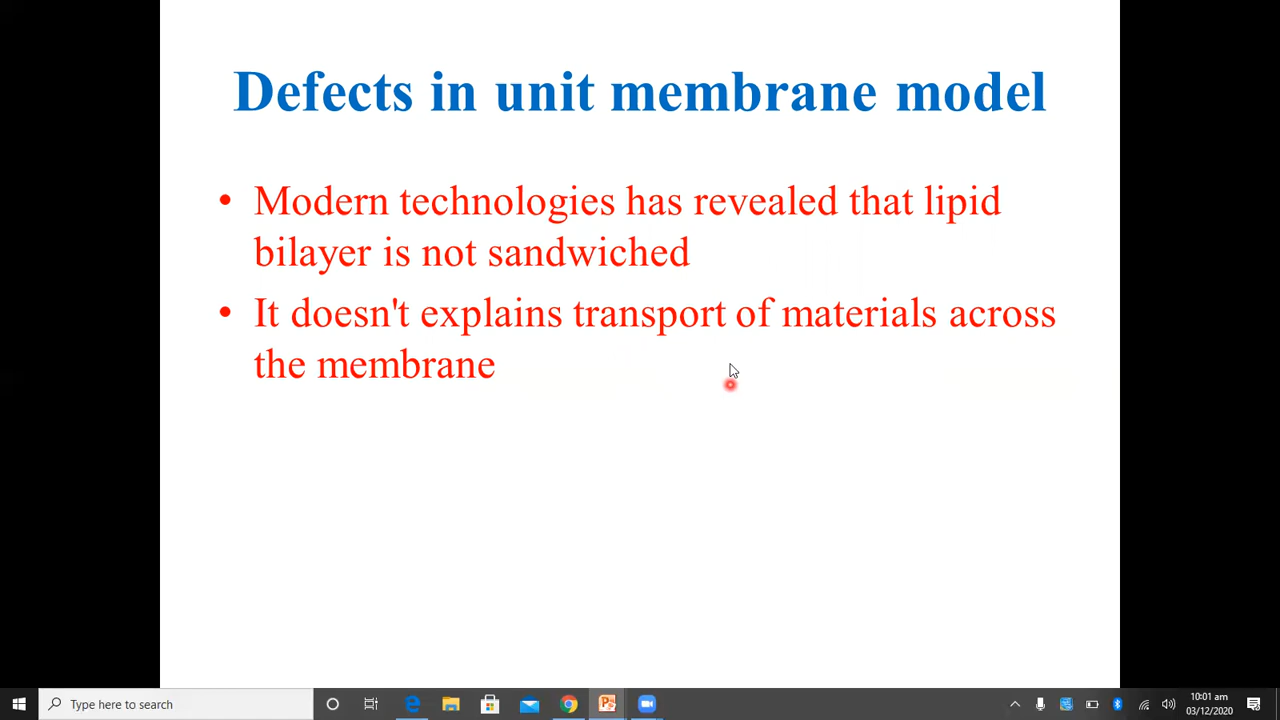 Defects in unit membrane model
• Modern technologies has revealed that lipid
bilayer is not sandwiched
• It doesn't explains transport of materials across
the membrane
Type here to search
10:01 am
03/12/2020